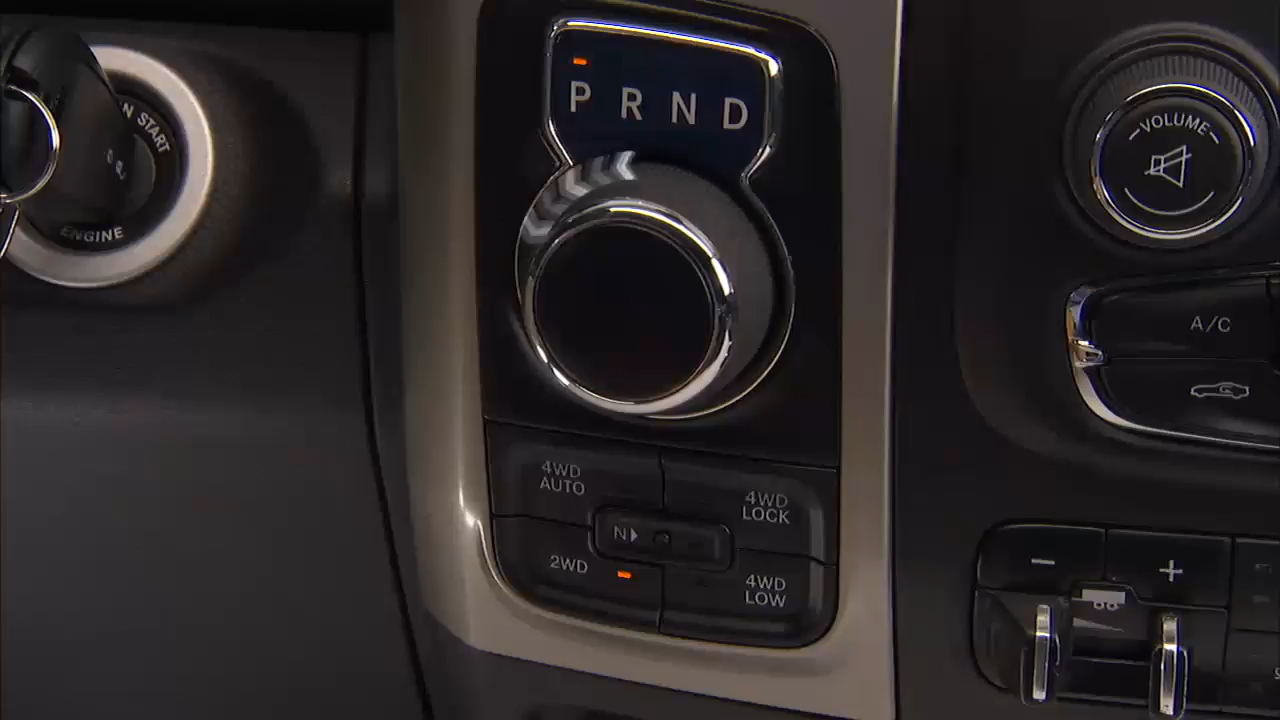 START
ENGINE
P R N D
VOLUME
A/C
4WD
AUTO
4WD
LOCK
N
2WD
4WD
LOW
− +